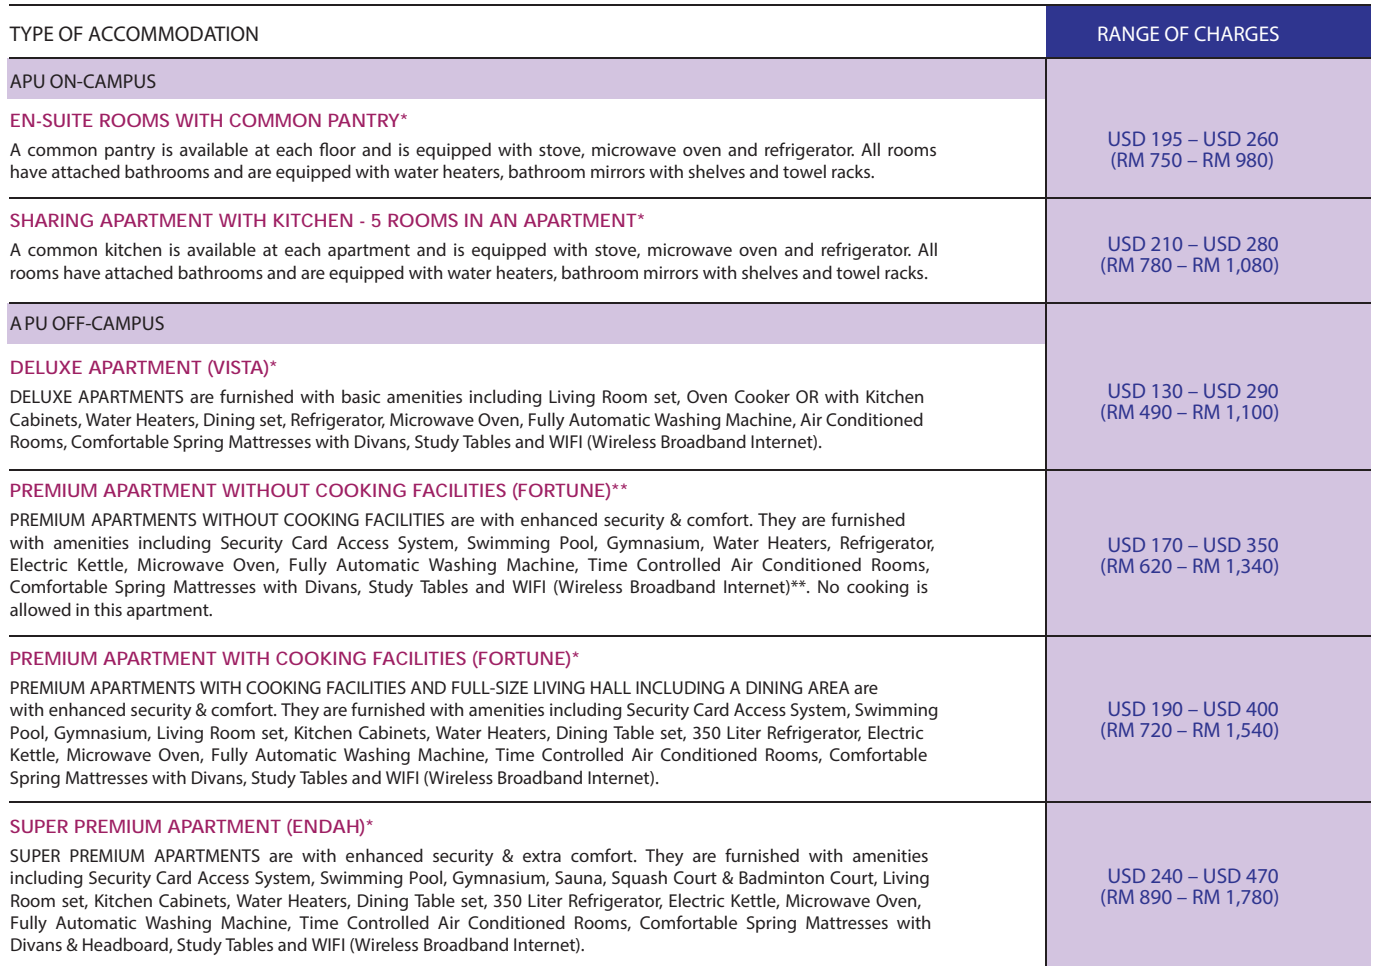 TYPE OF ACCOMMODATION
RANGE OF CHARGES
APU ON-CAMPUS
EN-SUITE ROOMS WITH COMMON PANTRY*
A common pantry is available at each floor and is equipped with stove, microwave oven and refrigerator. All rooms
have attached bathrooms and are equipped with water heaters, bathroom mirrors with shelves and towel racks.
USD 195 – USD 260
(RM 750 – RM 980)
SHARING APARTMENT WITH KITCHEN - 5 ROOMS IN AN APARTMENT*
A common kitchen is available at each apartment and is equipped with stove, microwave oven and refrigerator. All
rooms have attached bathrooms and are equipped with water heaters, bathroom mirrors with shelves and towel racks.
USD 210 – USD 280
(RM 780 – RM 1,080)
APU OFF-CAMPUS
DELUXE APARTMENT (VISTA)*
DELUXE APARTMENTS are furnished with basic amenities including Living Room set, Oven Cooker OR with Kitchen
Cabinets, Water Heaters, Dining set, Refrigerator, Microwave Oven, Fully Automatic Washing Machine, Air Conditioned
Rooms, Comfortable Spring Mattresses with Divans, Study Tables and WIFI (Wireless Broadband Internet).
USD 130 – USD 290
(RM 490 – RM 1,100)
PREMIUM APARTMENT WITHOUT COOKING FACILITIES (FORTUNE)**
PREMIUM APARTMENTS WITHOUT COOKING FACILITIES are with enhanced security & comfort. They are furnished
with amenities including Security Card Access System, Swimming Pool, Gymnasium, Water Heaters, Refrigerator,
Electric Kettle, Microwave Oven, Fully Automatic Washing Machine, Time Controlled Air Conditioned Rooms,
Comfortable Spring Mattresses with Divans, Study Tables and WIFI (Wireless Broadband Internet)**. No cooking is
allowed in this apartment.
USD 170 – USD 350
(RM 620 – RM 1,340)
PREMIUM APARTMENT WITH COOKING FACILITIES (FORTUNE)*
PREMIUM APARTMENTS WITH COOKING FACILITIES AND FULL-SIZE LIVING HALL INCLUDING A DINING AREA are
with enhanced security & comfort. They are furnished with amenities including Security Card Access System, Swimming
Pool, Gymnasium, Living Room set, Kitchen Cabinets, Water Heaters, Dining Table set, 350 Liter Refrigerator, Electric
Kettle, Microwave Oven, Fully Automatic Washing Machine, Time Controlled Air Conditioned Rooms, Comfortable
Spring Mattresses with Divans, Study Tables and WIFI (Wireless Broadband Internet).
USD 190 – USD 400
(RM 720 – RM 1,540)
SUPER PREMIUM APARTMENT (ENDAH)*
SUPER PREMIUM APARTMENTS are with enhanced security & extra comfort. They are furnished with amenities
including Security Card Access System, Swimming Pool, Gymnasium, Sauna, Squash Court & Badminton Court, Living
Room set, Kitchen Cabinets, Water Heaters, Dining Table set, 350 Liter Refrigerator, Electric Kettle, Microwave Oven,
Fully Automatic Washing Machine, Time Controlled Air Conditioned Rooms, Comfortable Spring Mattresses with
Divans & Headboard, Study Tables and WIFI (Wireless Broadband Internet).
USD 240 – USD 470
(RM 890 – RM 1,780)